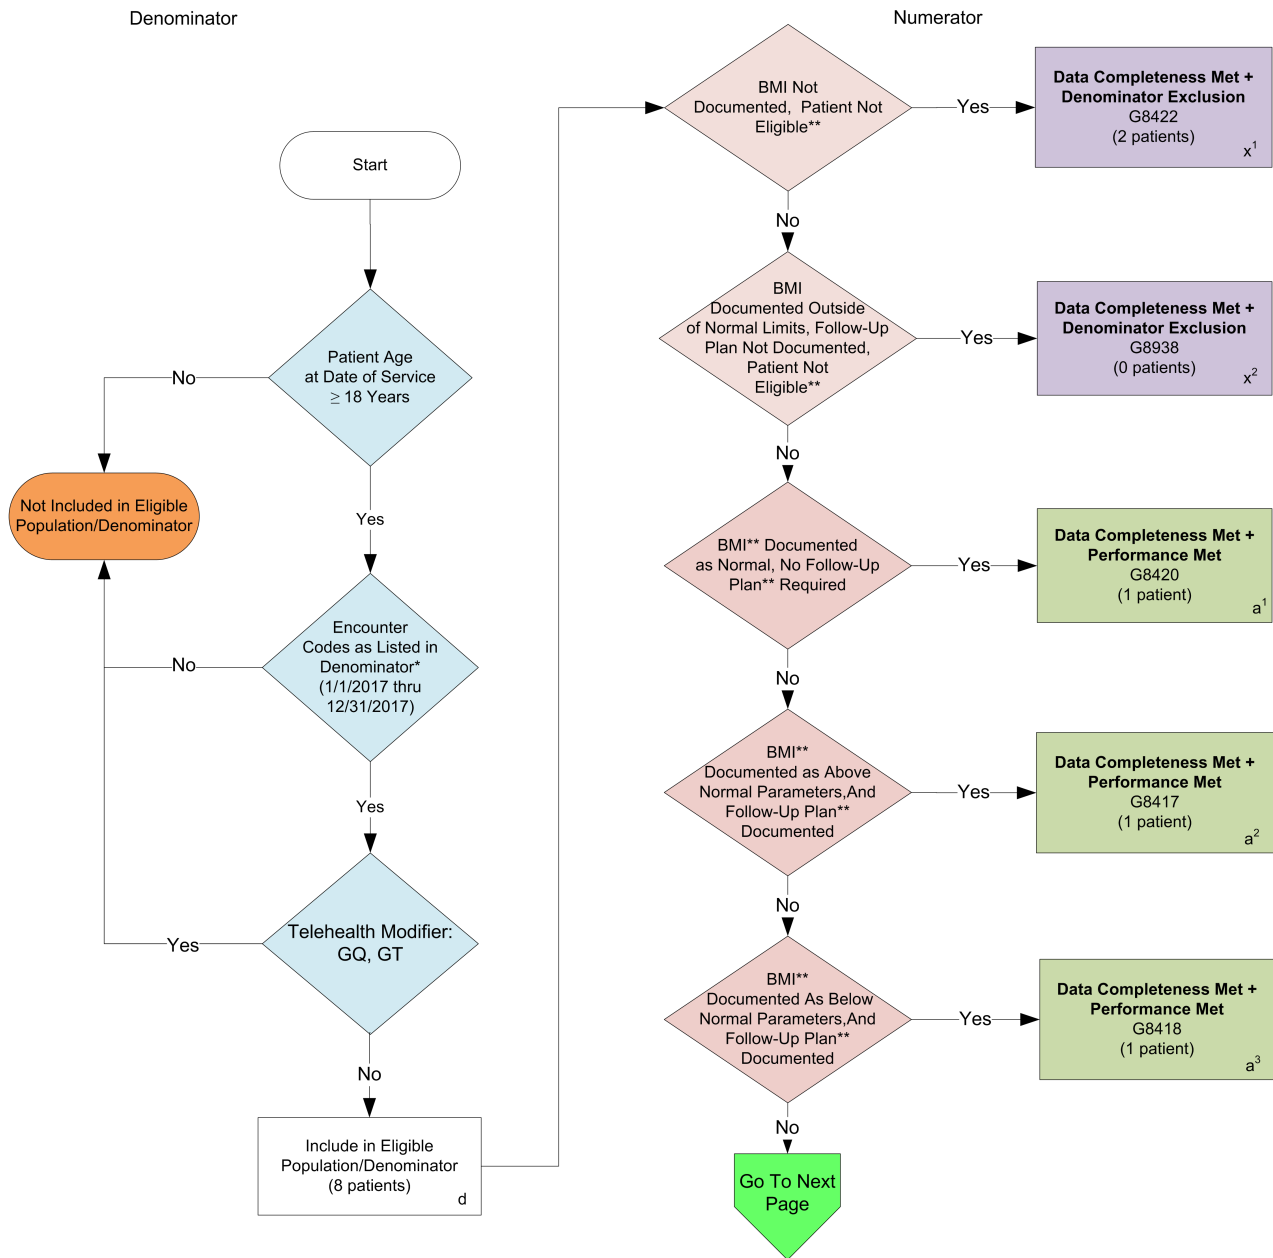 Denominator
Numerator
Start
Patient Age
at Date of Service
≥ 18 Years
No
Yes
Not Included in Eligible
Population/Denominator
Encounter
Codes as Listed in
Denominator*
(1/1/2017 thru
12/31/2017)
No
Yes
Telehealth Modifier:
GQ, GT
Yes
No
Include in Eligible
Population/Denominator
(8 patients)
d
BMI Not
Documented, Patient Not
Eligible**
Yes
Data Completeness Met +
Denominator Exclusion
G8422
(2 patients)
x¹
No
BMI
Documented Outside
of Normal Limits, Follow-Up
Plan Not Documented,
Patient Not
Eligible**
Yes
Data Completeness Met +
Denominator Exclusion
G8938
(0 patients)
x²
No
BMI** Documented
as Normal, No Follow-Up
Plan** Required
Yes
Data Completeness Met +
Performance Met
G8420
(1 patient)
a¹
No
BMI**
Documented as Above
Normal Parameters,And
Follow-Up Plan**
Documented
Yes
Data Completeness Met +
Performance Met
G8417
(1 patient)
a²
No
BMI**
Documented As Below
Normal Parameters,And
Follow-Up Plan**
Documented
Yes
Data Completeness Met +
Performance Met
G8418
(1 patient)
a³
No
Go To Next
Page